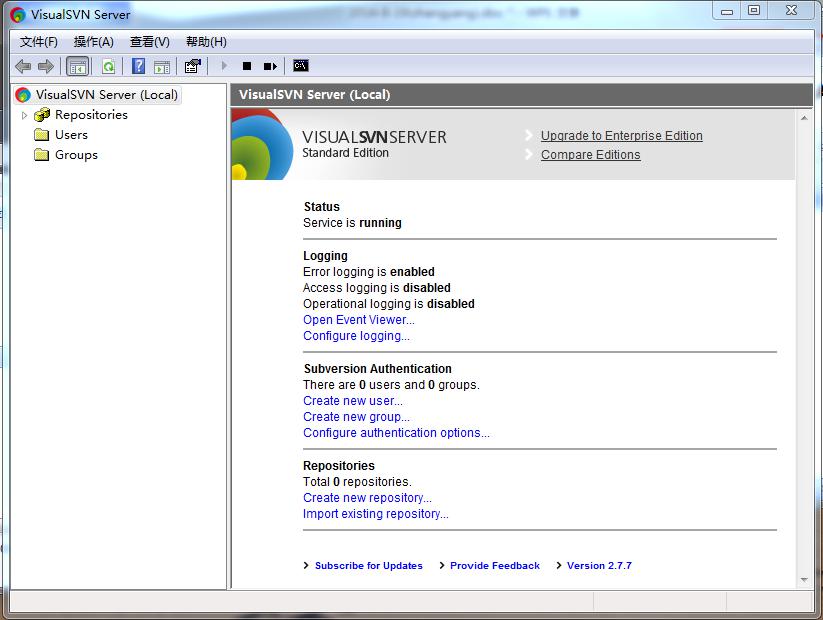 VisualSVN Server
文件(F) 操作(A) 查看(V) 帮助(H)
VisualSVN Server (Local)
Repositories
Users
Groups
VisualSVN Server (Local)
VISUALSVNSERVER
Standard Edition
Upgrade to Enterprise Edition
Compare Editions
Status
Service is running
Logging
Error logging is enabled
Access logging is disabled
Operational logging is disabled
Open Event Viewer...
Configure logging...
Subversion Authentication
There are 0 users and 0 groups.
Create new user...
Create new group...
Configure authentication options...
Repositories
Total 0 repositories.
Create new repository...
Import existing repository...
Subscribe for Updates Provide Feedback Version 2.7.7